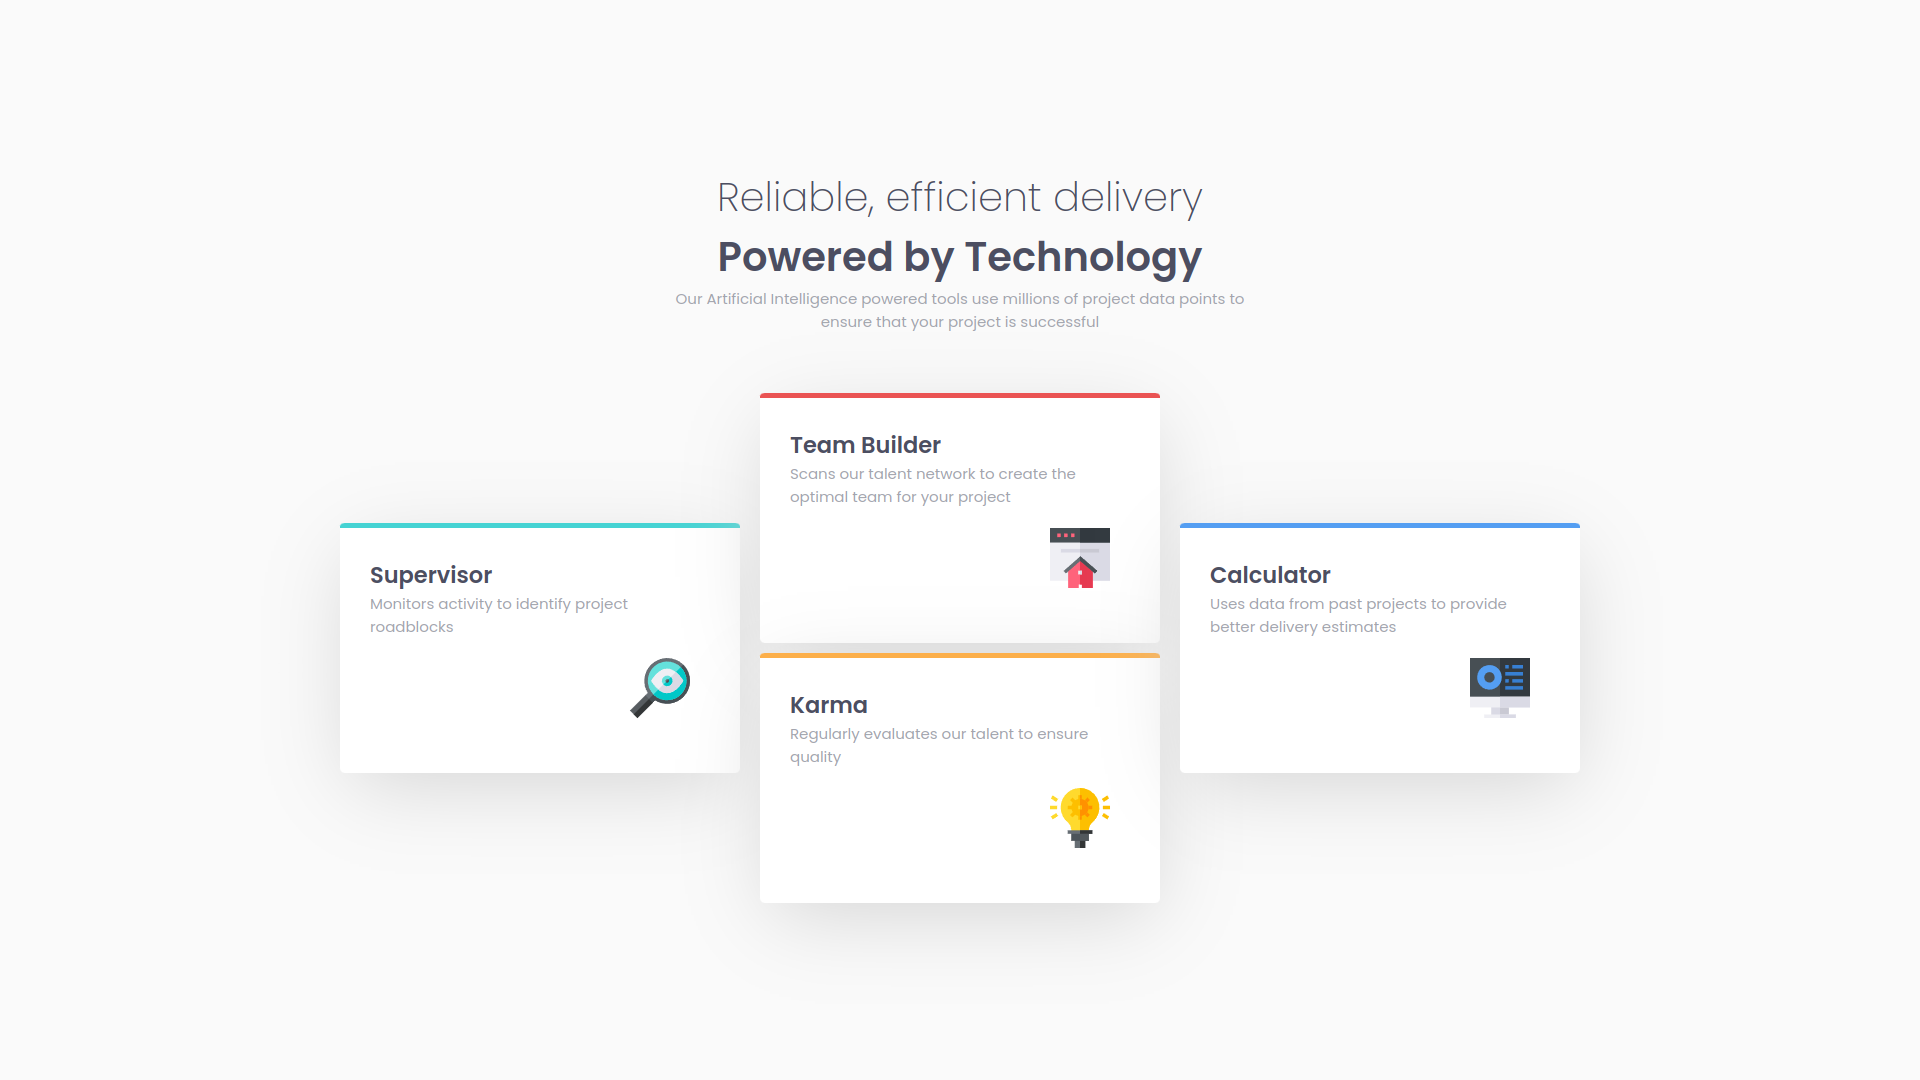 Reliable, efficient delivery
Powered by Technology
Our Artificial Intelligence powered tools use millions of project data points to
ensure that your project is successful
Supervisor
Monitors activity to identify project
roadblocks
Team Builder
Scans our talent network to create the
optimal team for your project
Karma
Regularly evaluates our talent to ensure
quality
Calculator
Uses data from past projects to provide
better delivery estimates